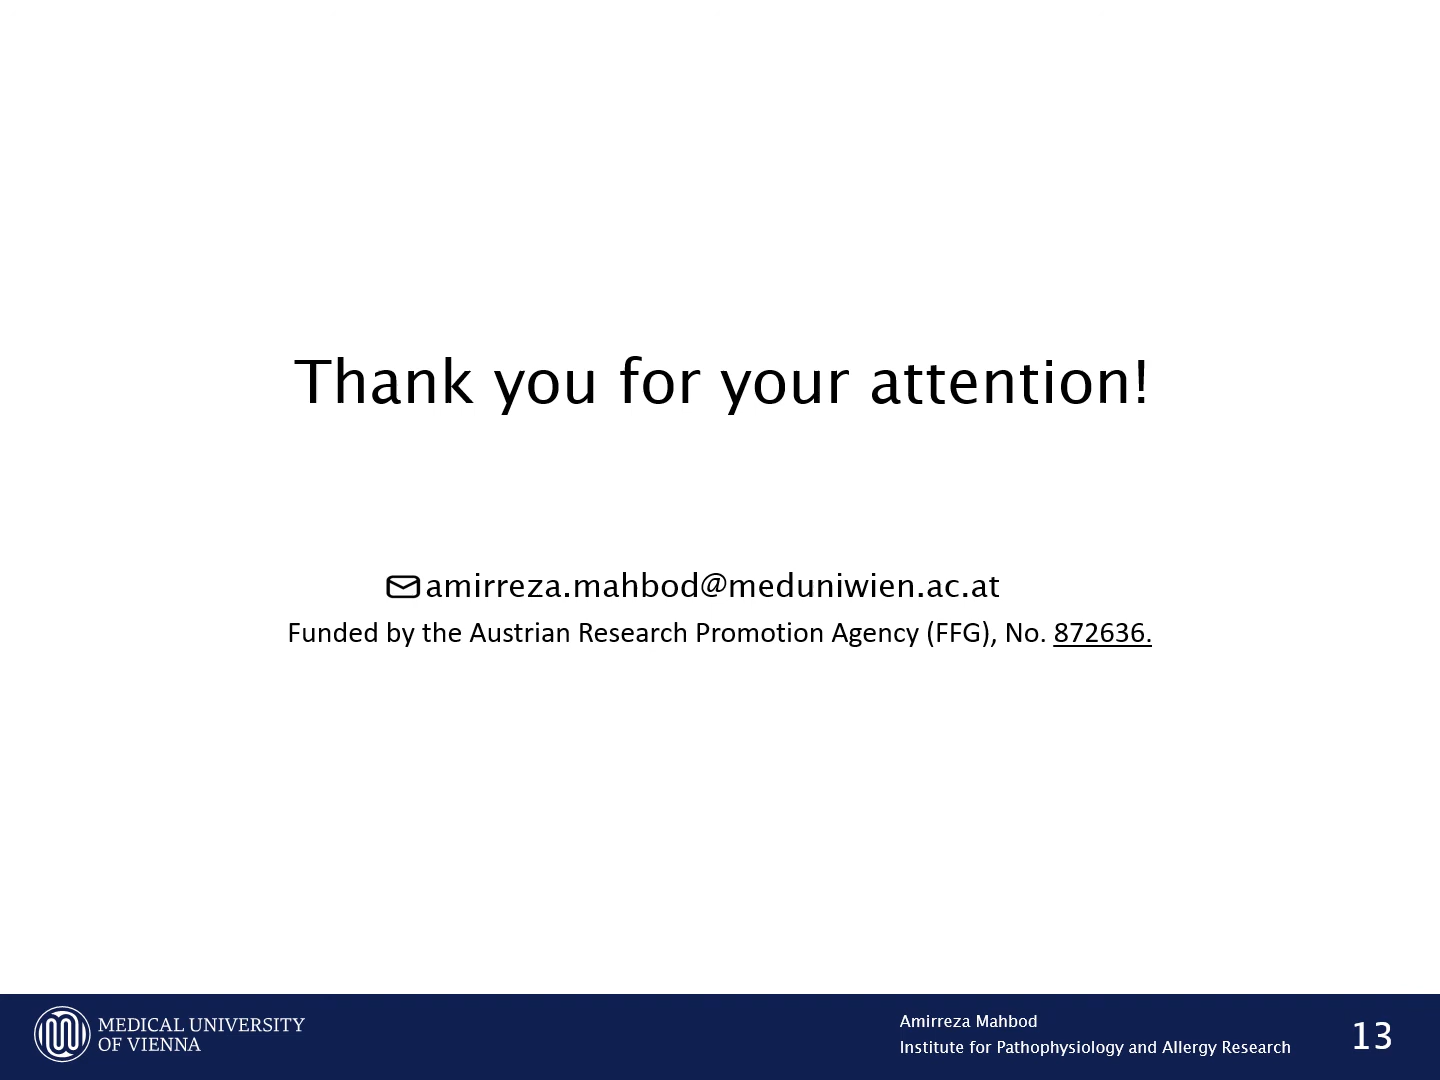 Thank you for your attention!
amirreza.mahbod@meduniwien.ac.at
Funded by the Austrian Research Promotion Agency (FFG), No. 872636.
MEDICAL UNIVERSITY
OF VIENNA
Amirreza Mahbod
Institute for Pathophysiology and Allergy Research
13